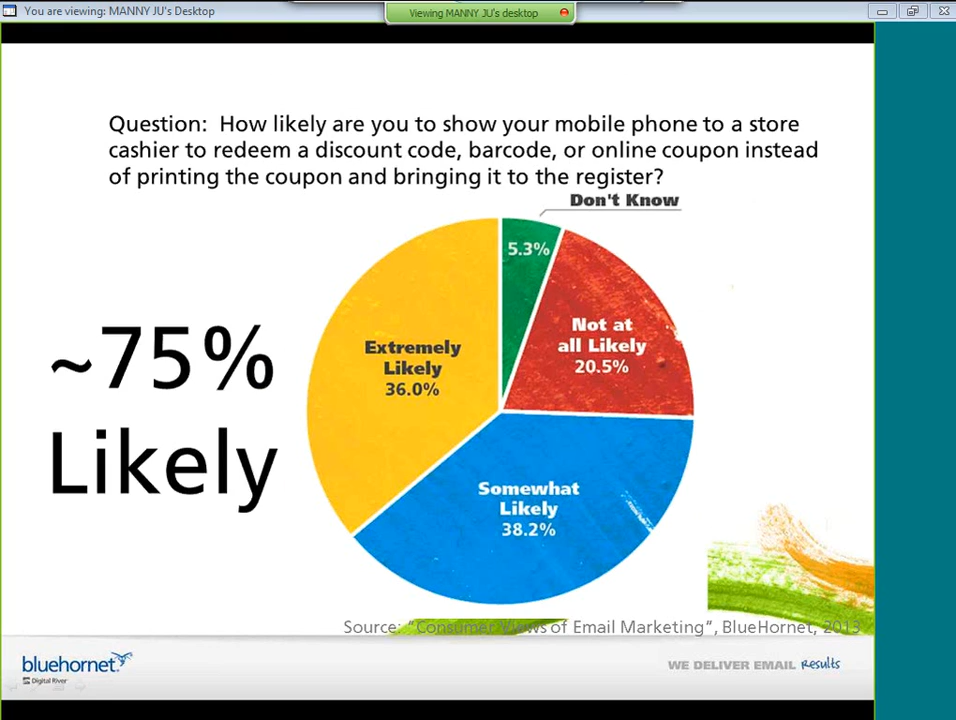 You are viewing: MANNY JU's Desktop
Viewing MANNY JU's desktop
Question: How likely are you to show your mobile phone to a store
cashier to redeem a discount code, barcode, or online coupon instead
of printing the coupon and bringing it to the register?
Don't Know
5.3%
Not at
all Likely
20.5%
Extremely
Likely
36.0%
~75%
Likely
Somewhat
Likely
38.2%
Source: "Consumer Views of Email Marketing", BlueHornet, 2013
bluehornet
Digital River
WE DELIVER EMAIL Results